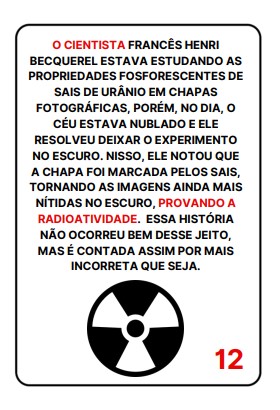 O CIENTISTA FRANCÊS HENRI
BECQUEREL ESTAVA ESTUDANDO AS
PROPRIEDADES FOSFORESCENTES DE
SAIS DE URÂNIO EM CHAPAS
FOTOGRÁFICAS, PORÉM, NO DIA, O
CÉU ESTAVA NUBLADO E ELE
RESOLVEU DEIXAR O EXPERIMENTO
NO ESCURO. NISSO, ELE NOTOU QUE
A CHAPA FOI MARCADA PELOS SAIS,
TORNANDO AS IMAGENS AINDA MAIS
NÍTIDAS NO ESCURO, PROVANDO A
RADIOATIVIDADE. ESSA HISTÓRIA
NÃO OCORREU BEM DESSE JEITO,
MAS É CONTADA ASSIM POR MAIS
INCORRETA QUE SEJA.
12